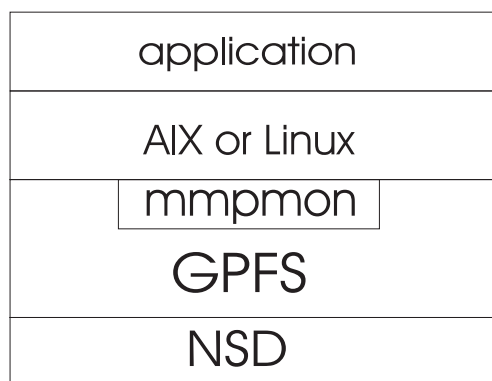 application
AIX or Linux
mmpmon
GPFS
NSD